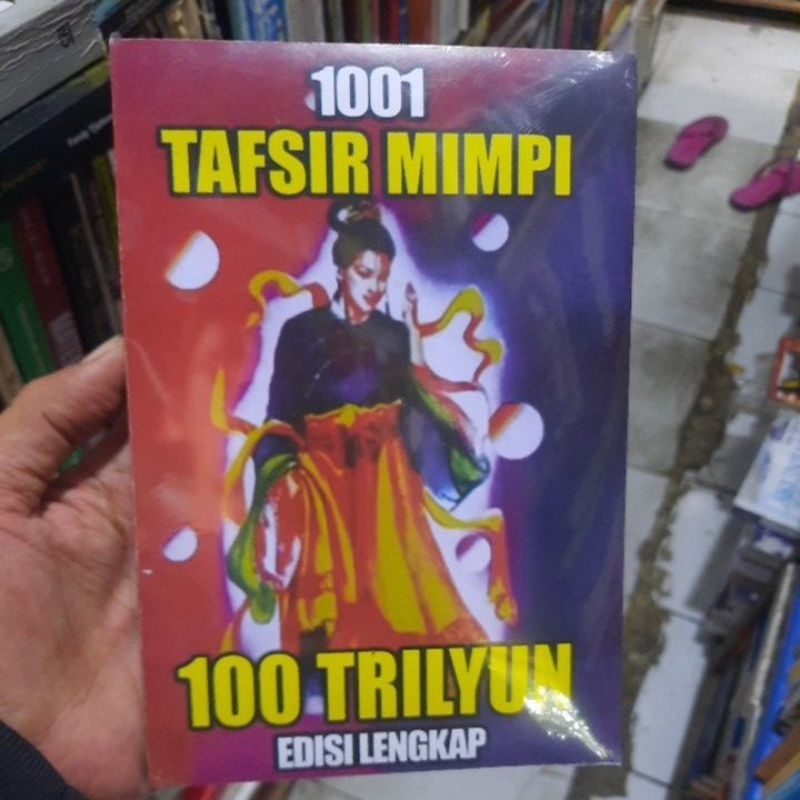 1001
TAFSIR MIMPI
100 TRILYUN
EDISI LENGKAP